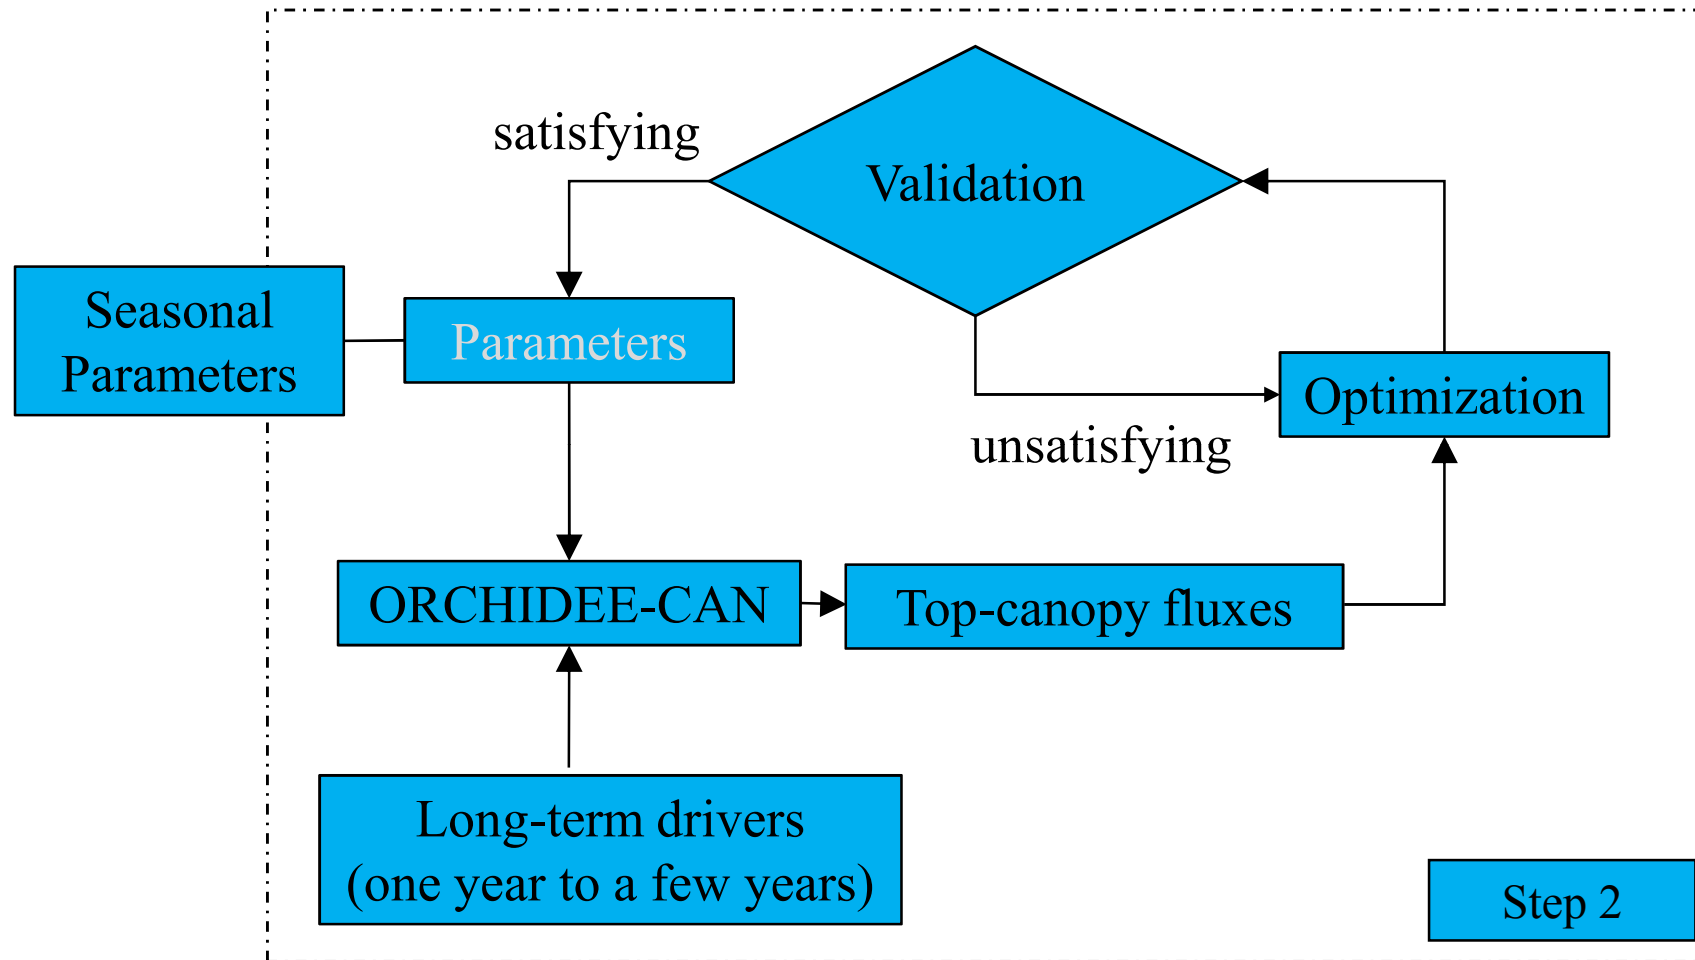 satisfying
Validation
Seasonal
Parameters
Parameters
Optimization
unsatisfying
ORCHIDEE-CAN
Top-canopy fluxes
Long-term drivers
(one year to a few years)
Step 2